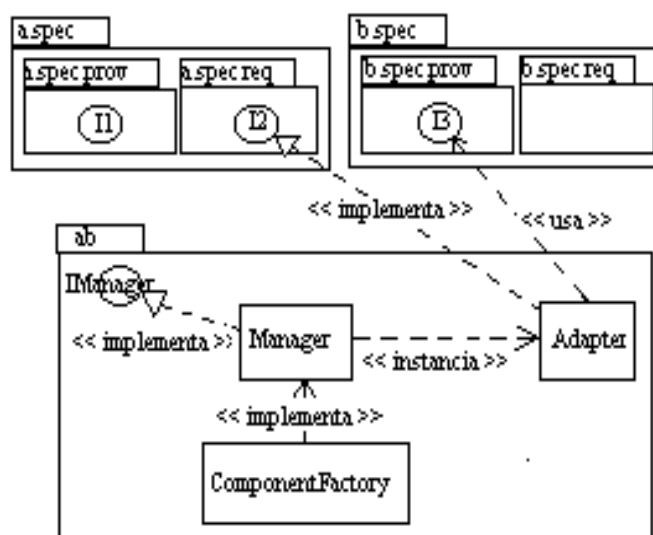 a.spec
b.spec
a.spec.prov
a.spec.req
b.spec.prov
b.spec.req
I1
I2
I3
<< implementa >>
<< usa >>
ab
IManager
<< implementa >>
Manager
<< instancia >>
Adapter
<< implementa >>
ComponentFactory